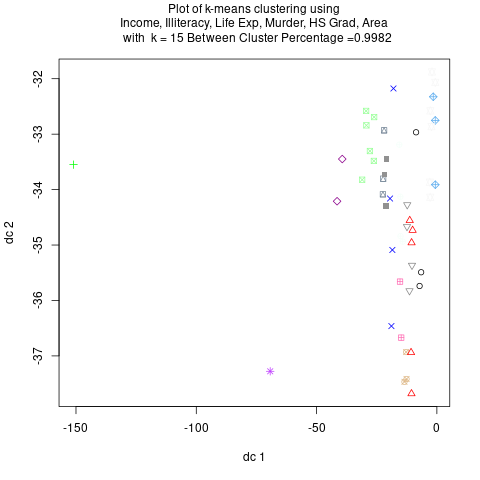 Plot of k-means clustering using
Income, Illiteracy, Life Exp, Murder, HS Grad, Area
with k = 15 Between Cluster Percentage =0.9982
-32
-33
-34
-35
-36
-37
dc 2
-150
-100
-50
0
dc 1